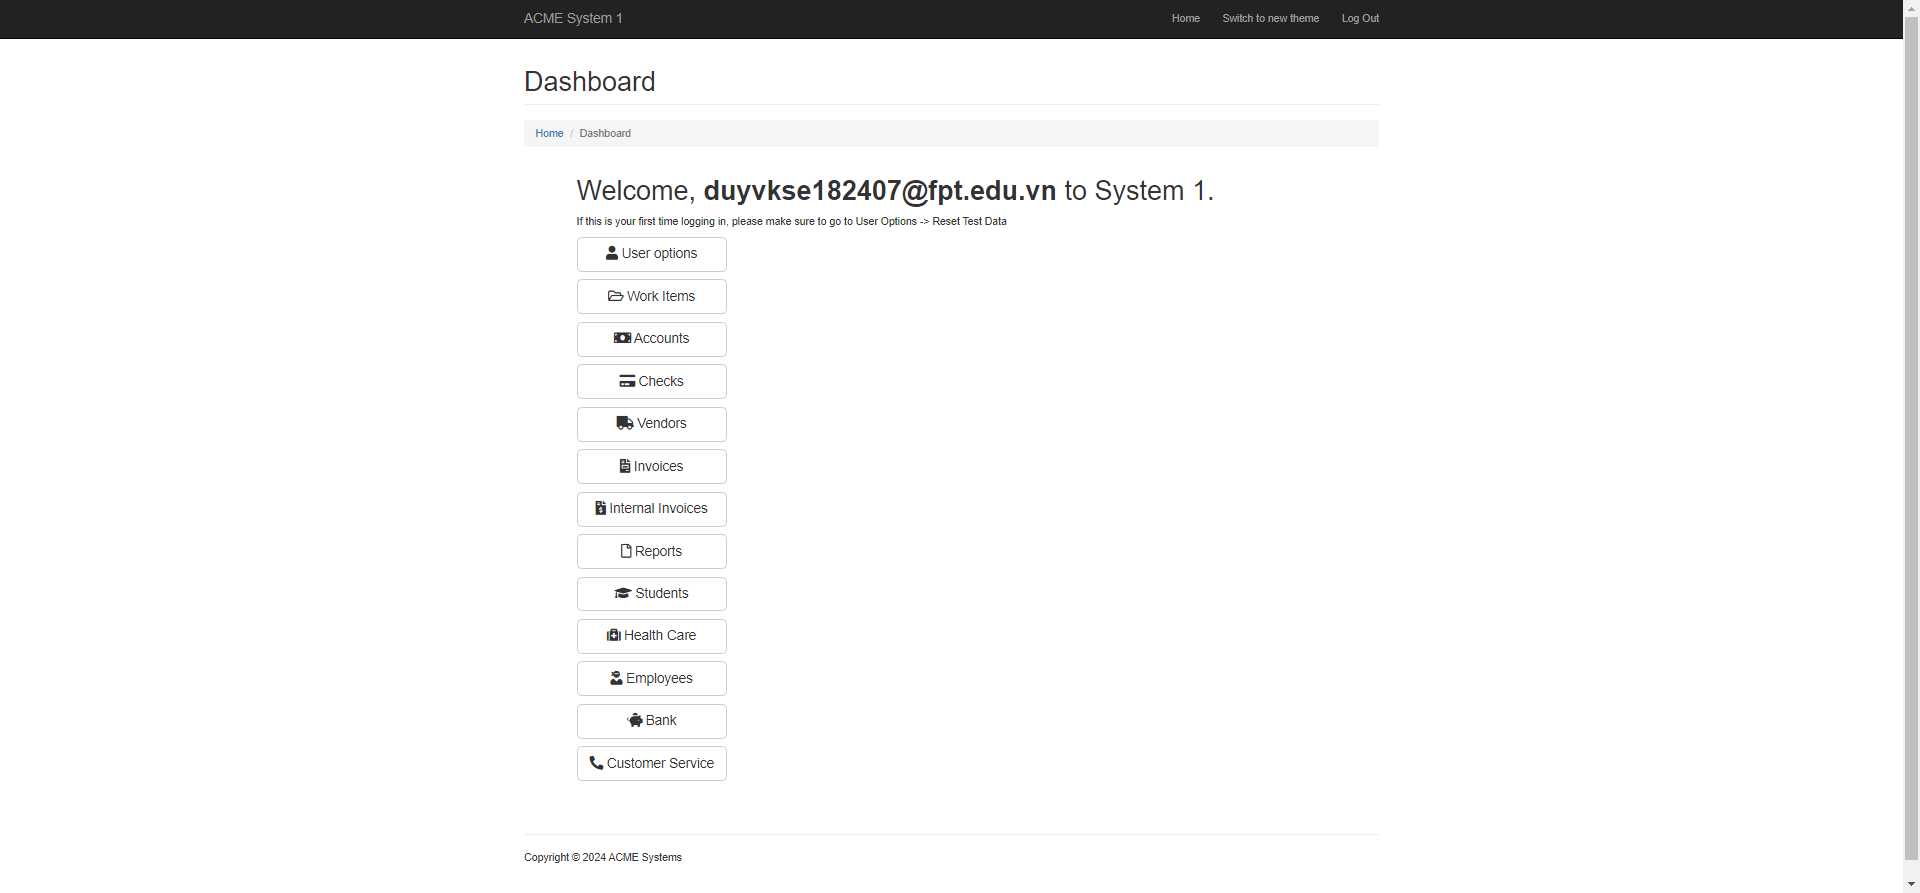 ACME System 1
Home Switch to new theme Log Out
Dashboard
Home / Dashboard
Welcome, duyvkse182407@fpt.edu.vn to System 1.
If this is your first time logging in, please make sure to go to User Options -> Reset Test Data
User options
Work Items
Accounts
Checks
Vendors
Invoices
Internal Invoices
Reports
Students
Health Care
Employees
Bank
Customer Service
Copyright © 2024 ACME Systems